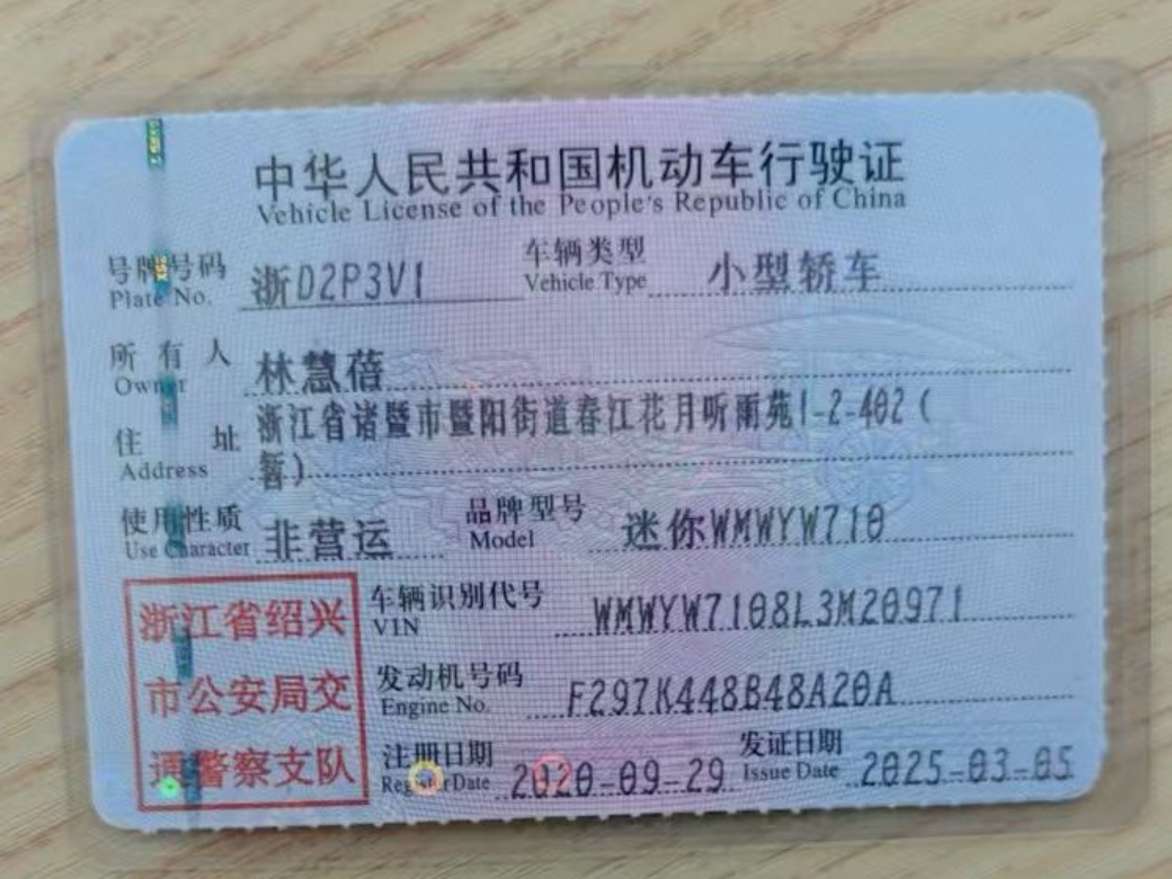 中华人民共和国机动车行驶证
Vehicle License of the People's Republic of China
号牌号码 浙D2P3V1 车辆类型 小型轿车
Plate No. Vehicle Type
所有人 林慧蓓
Owner
住址 浙江省诸暨市暨阳街道春江花月听雨苑1-2-402(
Address 暂)
使用性质 非营运 品牌型号 迷你WMWYW710
Use Character Model
浙江省绍兴
市公安局交
通警察支队
车辆识别代号 WMWYW7108L3M20971
VIN
发动机号码 F297K448B48A20A
Engine No.
注册日期 2020-09-29 发证日期 2025-03-05
Register Date Issue Date